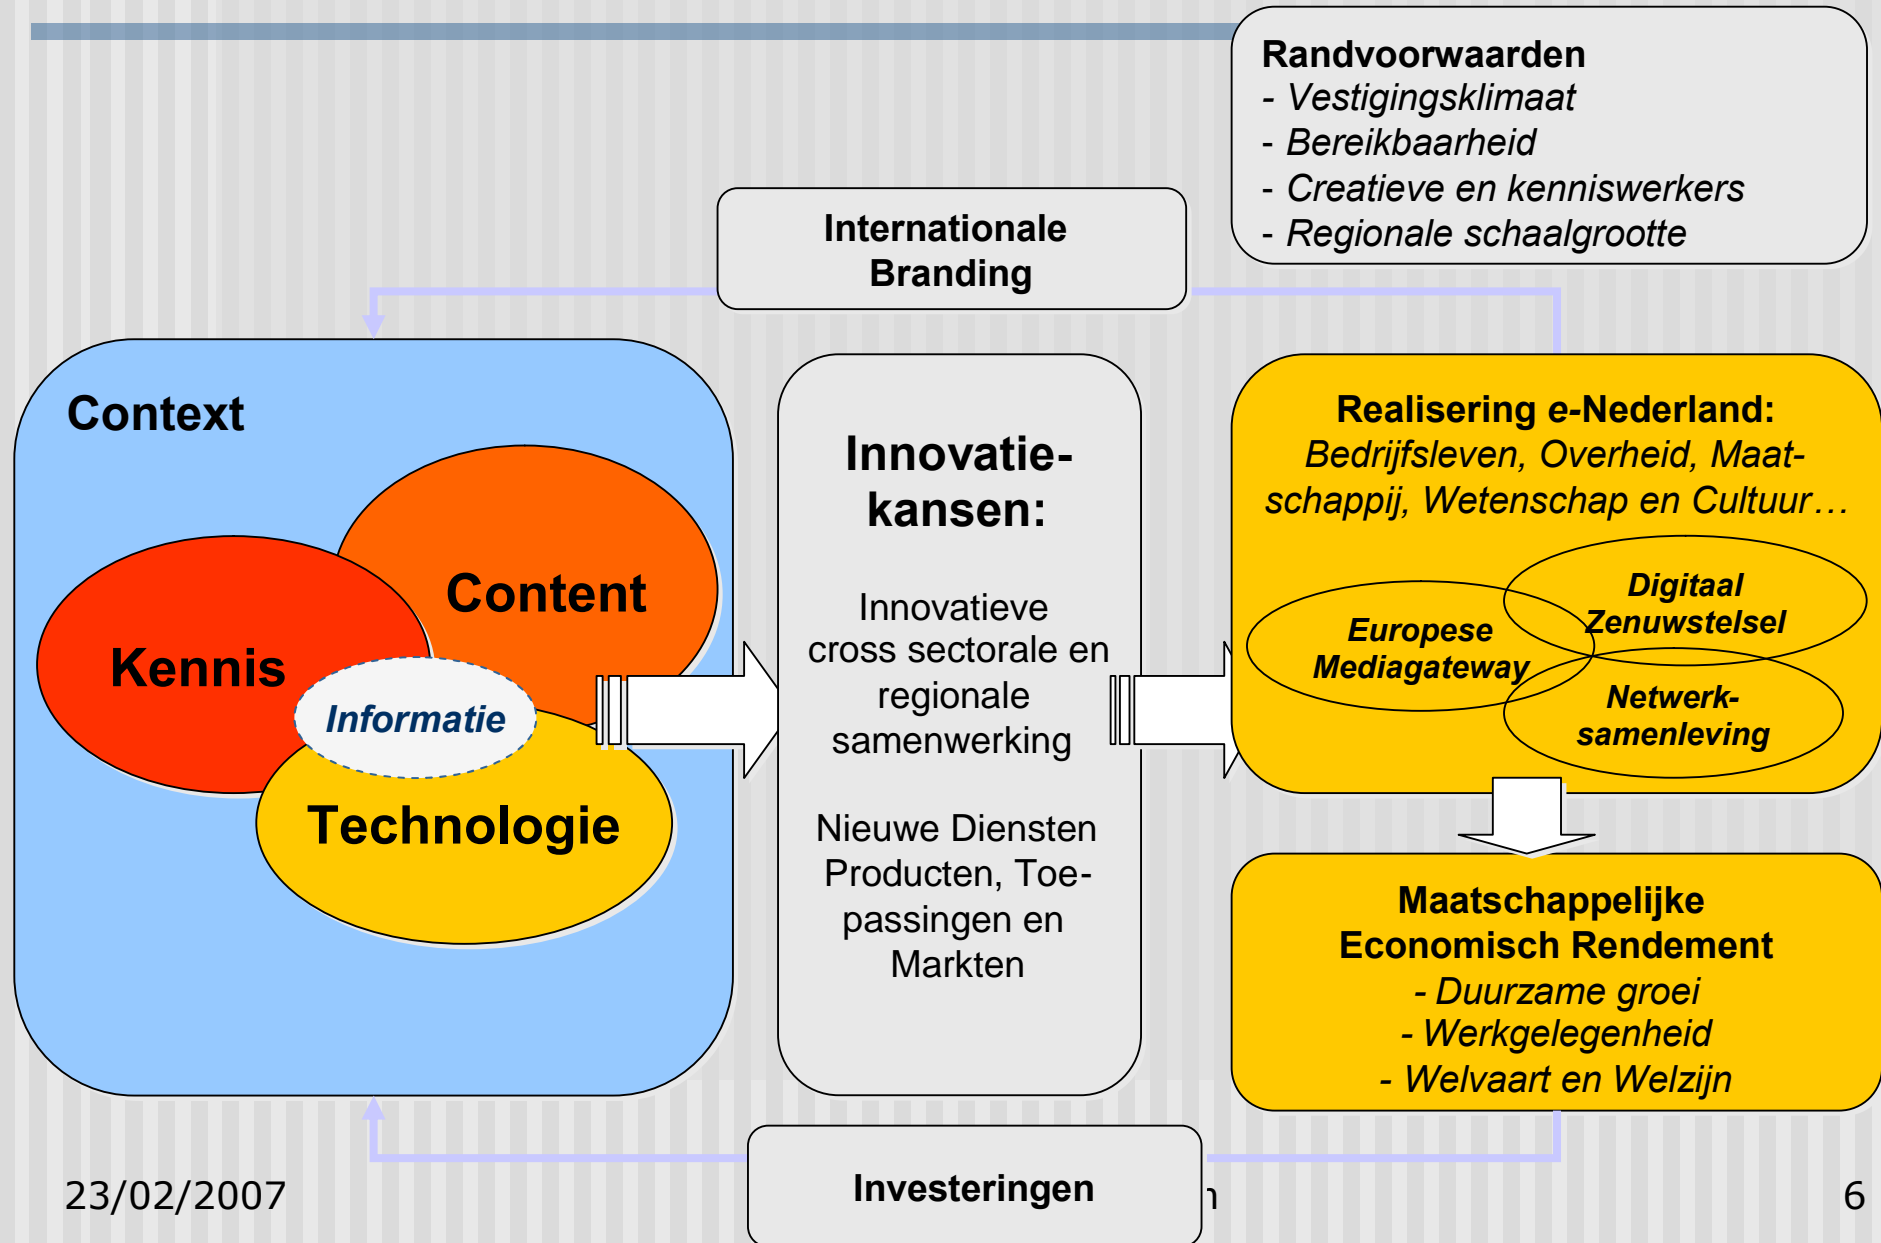 Randvoorwaarden
- Vestigingsklimaat
- Bereikbaarheid
- Creatieve en kenniswerkers
- Regionale schaalgrootte
Internationale
Branding
Context
Content
Kennis
Informatie
Technologie
Innovatie-
kansen:
Innovatieve
cross sectorale en
regionale
samenwerking
Nieuwe Diensten
Producten, Toe-
passingen en
Markten
Realisering e-Nederland:
Bedrijfsleven, Overheid, Maat-
schappij, Wetenschap en Cultuur…
Digitaal
Zenuwstelsel
Europese
Mediagateway
Netwerk-
samenleving
Maatschappelijke
Economisch Rendement
- Duurzame groei
- Werkgelegenheid
- Welvaart en Welzijn
Investeringen
23/02/2007
6